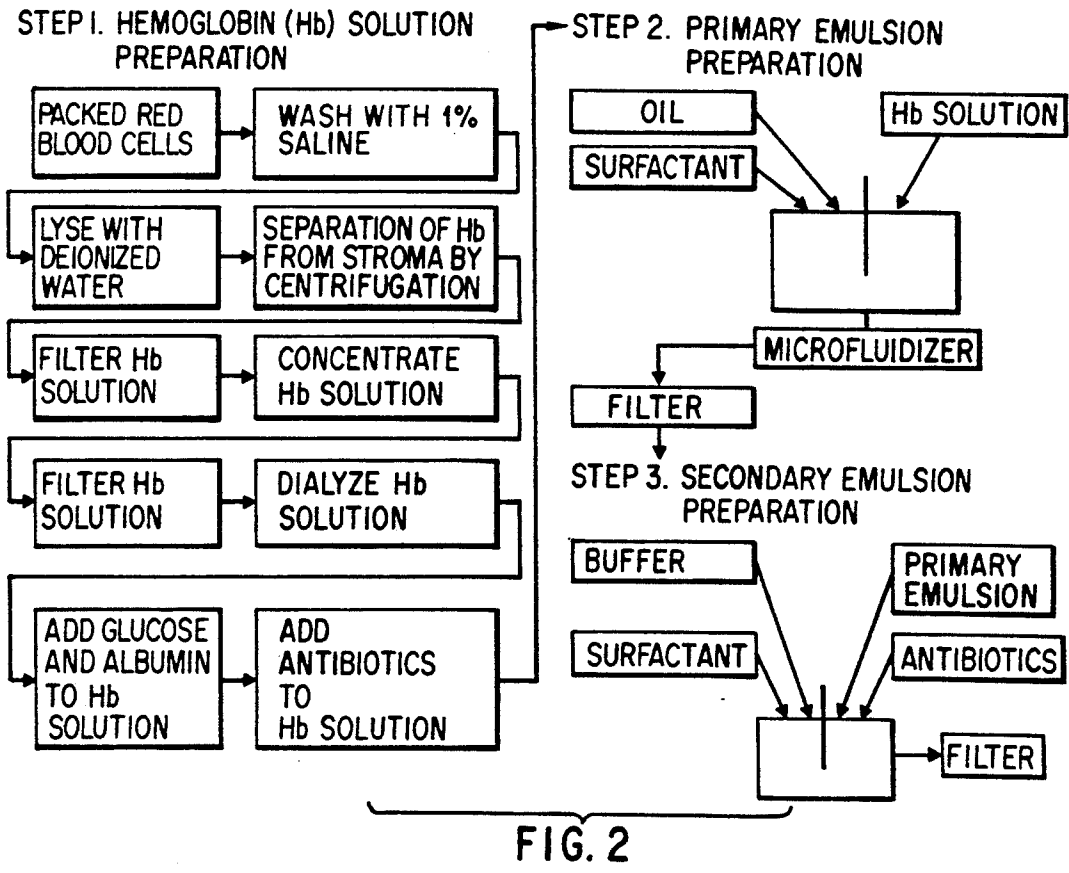 STEP 1. HEMOGLOBIN (Hb) SOLUTION
PREPARATION
PACKED RED
BLOOD CELLS
WASH WITH 1%
SALINE
LYSE WITH
DEIONIZED
WATER
SEPARATION OF Hb
FROM STROMA BY
CENTRIFUGATION
FILTER Hb
SOLUTION
CONCENTRATE
Hb SOLUTION
FILTER Hb
SOLUTION
DIALYZE Hb
SOLUTION
ADD GLUCOSE
AND ALBUMIN
TO Hb
SOLUTION
ADD
ANTIBIOTICS
TO
Hb SOLUTION
STEP 2. PRIMARY EMULSION
PREPARATION
OIL
Hb SOLUTION
SURFACTANT
MICROFLUIDIZER
FILTER
STEP 3. SECONDARY EMULSION
PREPARATION
BUFFER
PRIMARY
EMULSION
SURFACTANT
ANTIBIOTICS
FILTER
FIG. 2